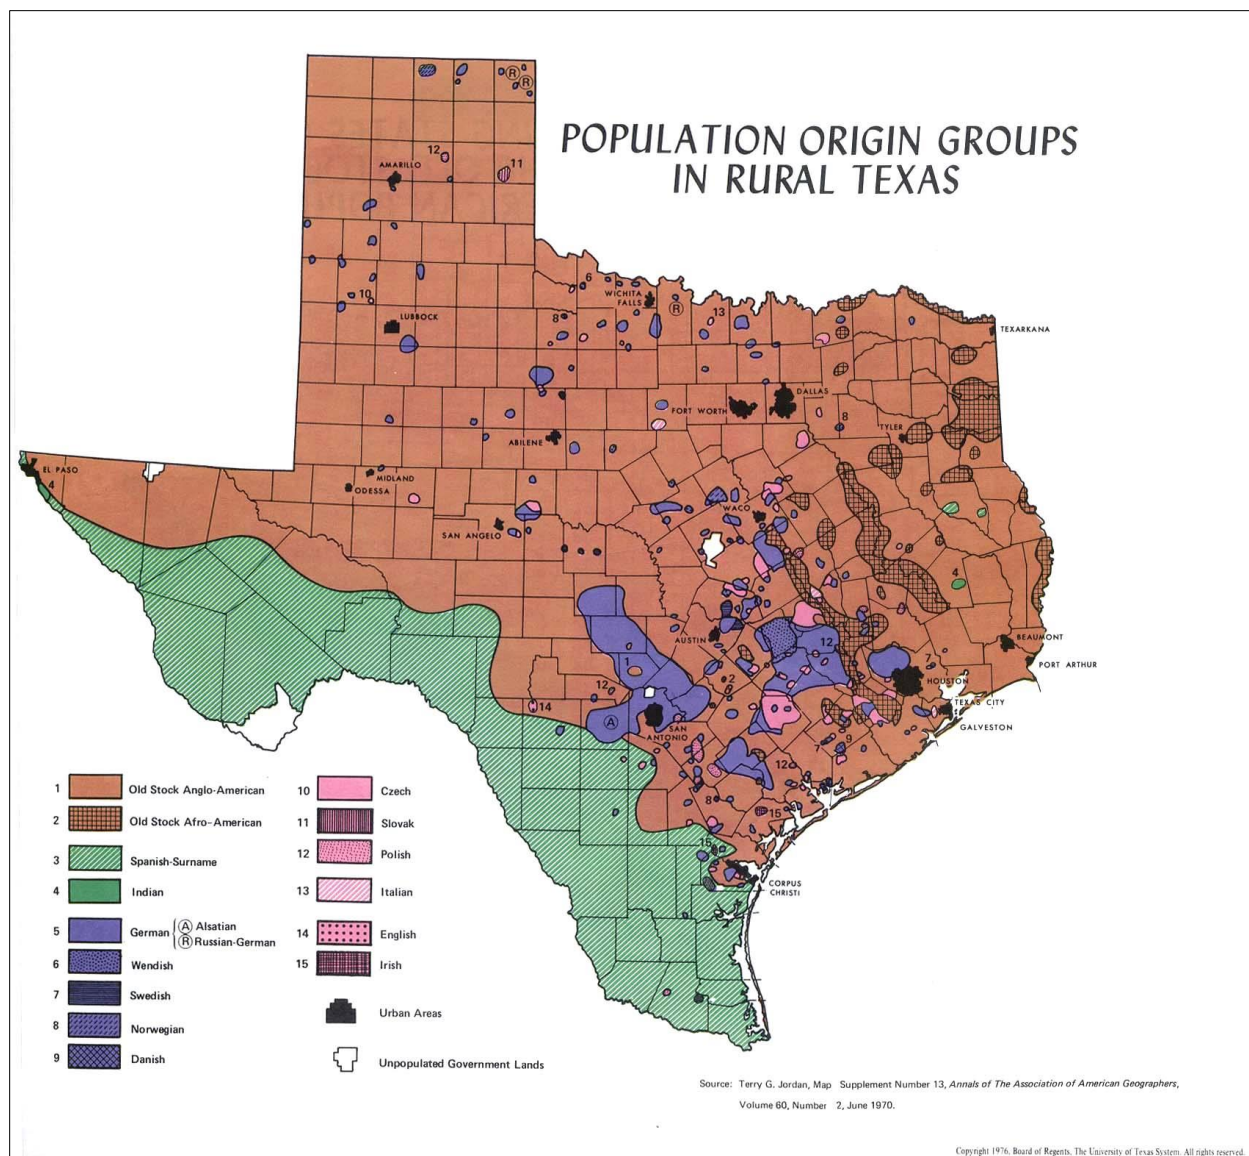 POPULATION ORIGIN GROUPS
IN RURAL TEXAS
R
R
12
11
AMARILLO
6
WICHITA
FALLS
R
10
13
8
LUBBOCK
TEXARKANA
DALLAS
FORT WORTH
8
TYLER
ABILENE
EL PASO
4
MIDLAND
ODESSA
WACO
SAN ANGELO
4
AUSTIN
12
BEAUMONT
1
7
PORT ARTHUR
12
2
HOUSTON
14
TEXAS CITY
A
SAN
ANTONIO
GALVESTON
9
7
12
8
15
15
CORPUS
CHRISTI
1 Old Stock Anglo-American
2 Old Stock Afro-American
3 Spanish-Surname
4 Indian
5 German A Alsatian
R Russian-German
6 Wendish
7 Swedish
8 Norwegian
9 Danish
10 Czech
11 Slovak
12 Polish
13 Italian
14 English
15 Irish
Urban Areas
Unpopulated Government Lands
Source: Terry G. Jordan, Map Supplement Number 13, Annals of The Association of American Geographers,
Volume 60, Number 2, June 1970.
Copyright 1976, Board of Regents, The University of Texas System. All rights reserved.